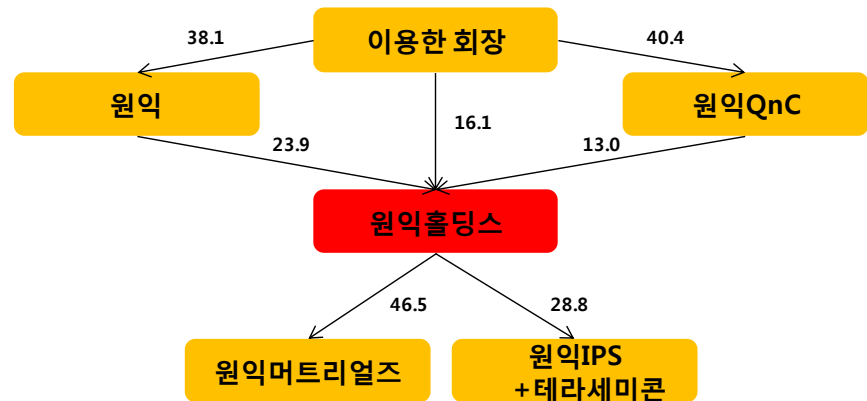 38.1
이용한 회장
40.4
원익
원익QnC
16.1
23.9
13.0
원익홀딩스
46.5
28.8
원익머트리얼즈
원익IPS
+테라세미콘